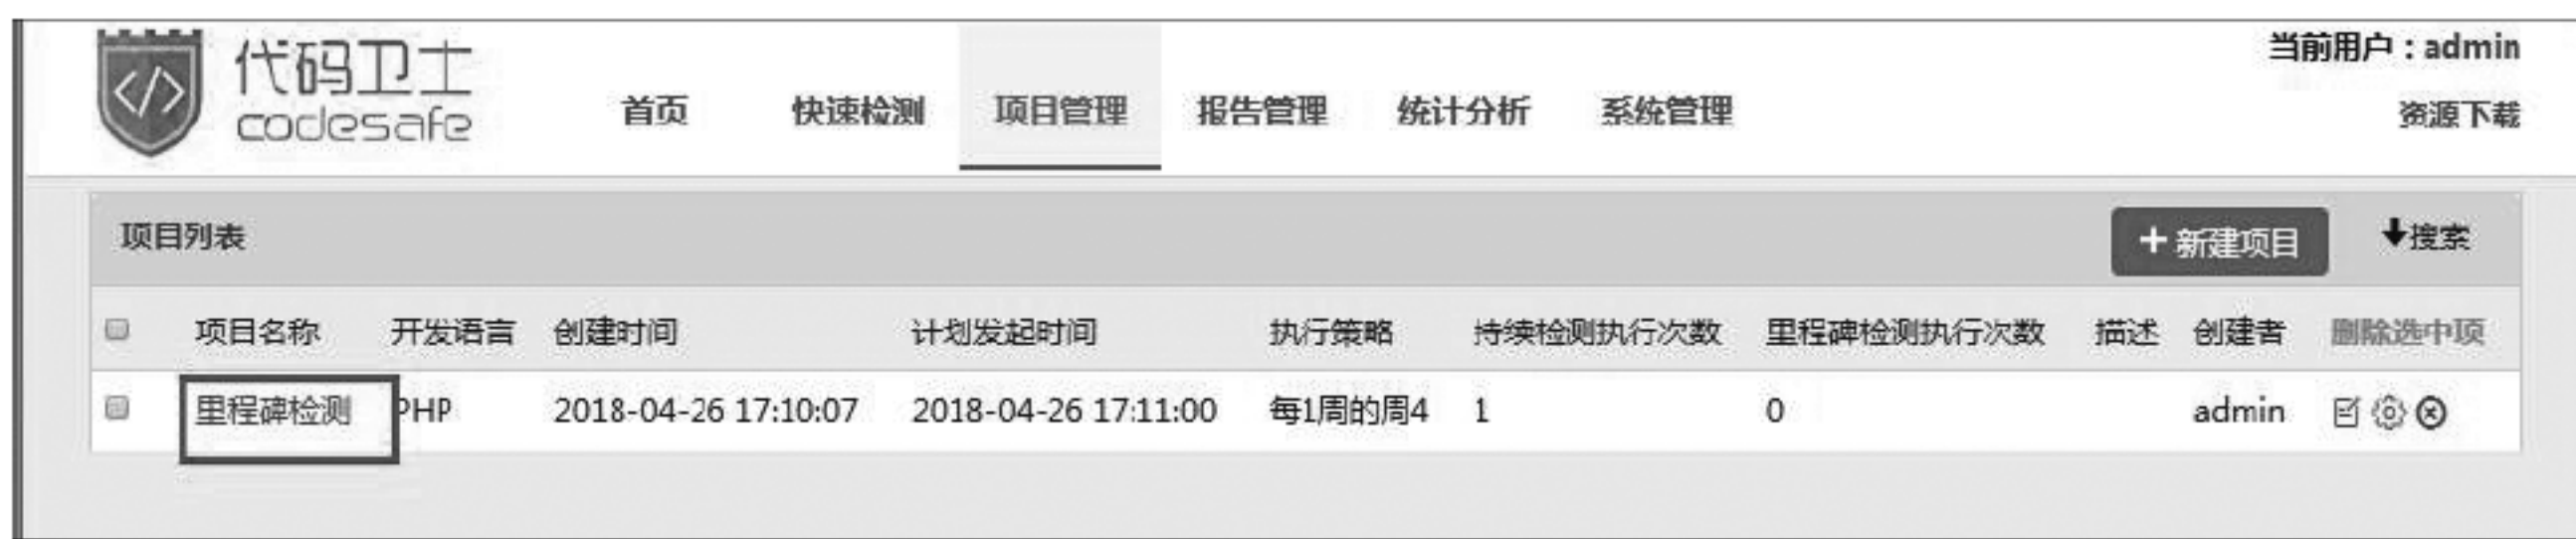 代码卫士
codesafe
当前用户：admin
首页 快速检测 项目管理 报告管理 统计分析 系统管理
资源下载
项目列表 +新建项目 搜索
项目名称 开发语言 创建时间 计划发起时间 执行策略 持续检测执行次数 里程碑检测执行次数 描述 创建者 删除选中项
里程碑检测 PHP 2018-04-26 17:10:07 2018-04-26 17:11:00 每1周的周4 1 0 admin